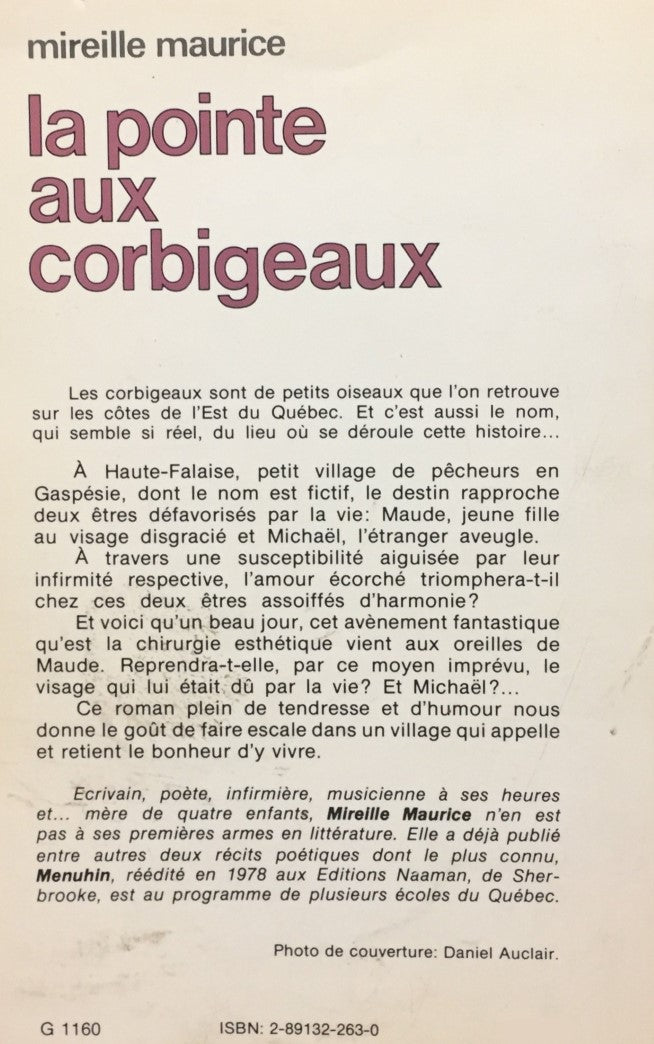 mireille maurice
la pointe
aux
corbigeaux
Les corbigeaux sont de petits oiseaux que l'on retrouve
sur les côtes de l'Est du Québec. Et c'est aussi le nom,
qui semble si réel, du lieu où se déroule cette histoire...
À Haute-Falaise, petit village de pêcheurs en
Gaspésie, dont le nom est fictif, le destin rapproche
deux êtres défavorisés par la vie: Maude, jeune fille
au visage disgracié et Michaël, l'étranger aveugle.
À travers une susceptibilité aiguisée par leur
infirmité respective, l'amour écorché triomphera-t-il
chez ces deux êtres assoiffés d'harmonie?
Et voici qu'un beau jour, cet avènement fantastique
qu'est la chirurgie esthétique vient aux oreilles de
Maude. Reprendra-t-elle, par ce moyen imprévu, le
visage qui lui était dû par la vie? Et Michaël?...
Ce roman plein de tendresse et d'humour nous
donne le goût de faire escale dans un village qui appelle
et retient le bonheur d'y vivre.
Ecrivain, poète, infirmière, musicienne à ses heures
et... mère de quatre enfants, Mireille Maurice n'en est
pas à ses premières armes en littérature. Elle a déjà publié
entre autres deux récits poétiques dont le plus connu,
Menuhin, réédité en 1978 aux Editions Naaman, de Sher-
brooke, est au programme de plusieurs écoles du Québec.
Photo de couverture: Daniel Auclair.
G 1160 ISBN: 2-89132-263-0